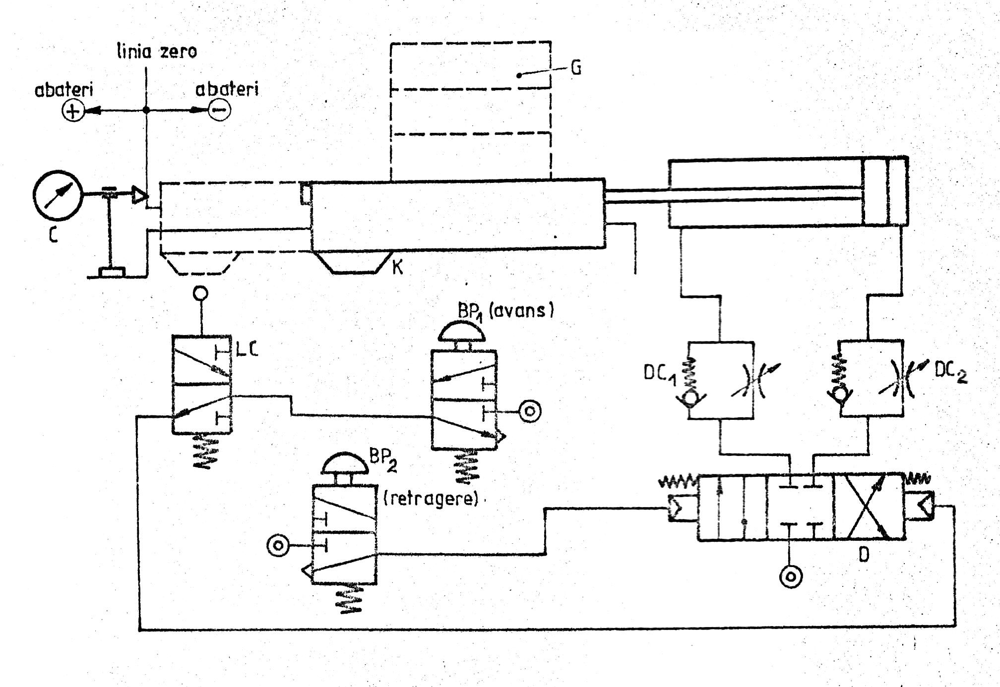 linia zero
abateri
abateri
+
-
G
C
K
BP1 (avans)
LC
DC1
DC2
BP2
(retragere)
D